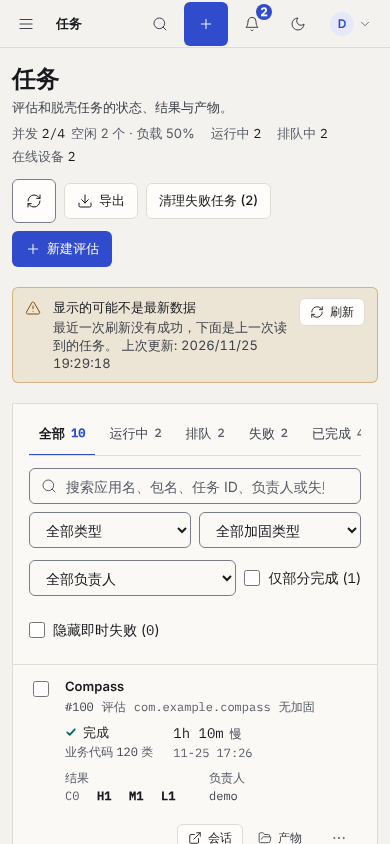 任务
2
D
任务
评估和脱壳任务的状态、结果与产物。
并发 2/4 空闲 2 个 · 负载 50% 运行中 2 排队中 2
在线设备 2
导出 清理失败任务 (2)
新建评估
显示的可能不是最新数据
最近一次刷新没有成功，下面是上一次读
到的任务。 上次更新: 2026/11/25
19:29:18
刷新
全部 10 运行中 2 排队 2 失败 2 已完成
搜索应用名、包名、任务 ID、负责人或失
全部类型 全部加固类型
全部负责人 仅部分完成 (1)
隐藏即时失败 (0)
Compass
#100 评估 com.example.compass 无加固
完成 1h 10m 慢
业务代码 120 类 11-25 17:26
结果 负责人
C0 H1 M1 L1 demo
会话 产物